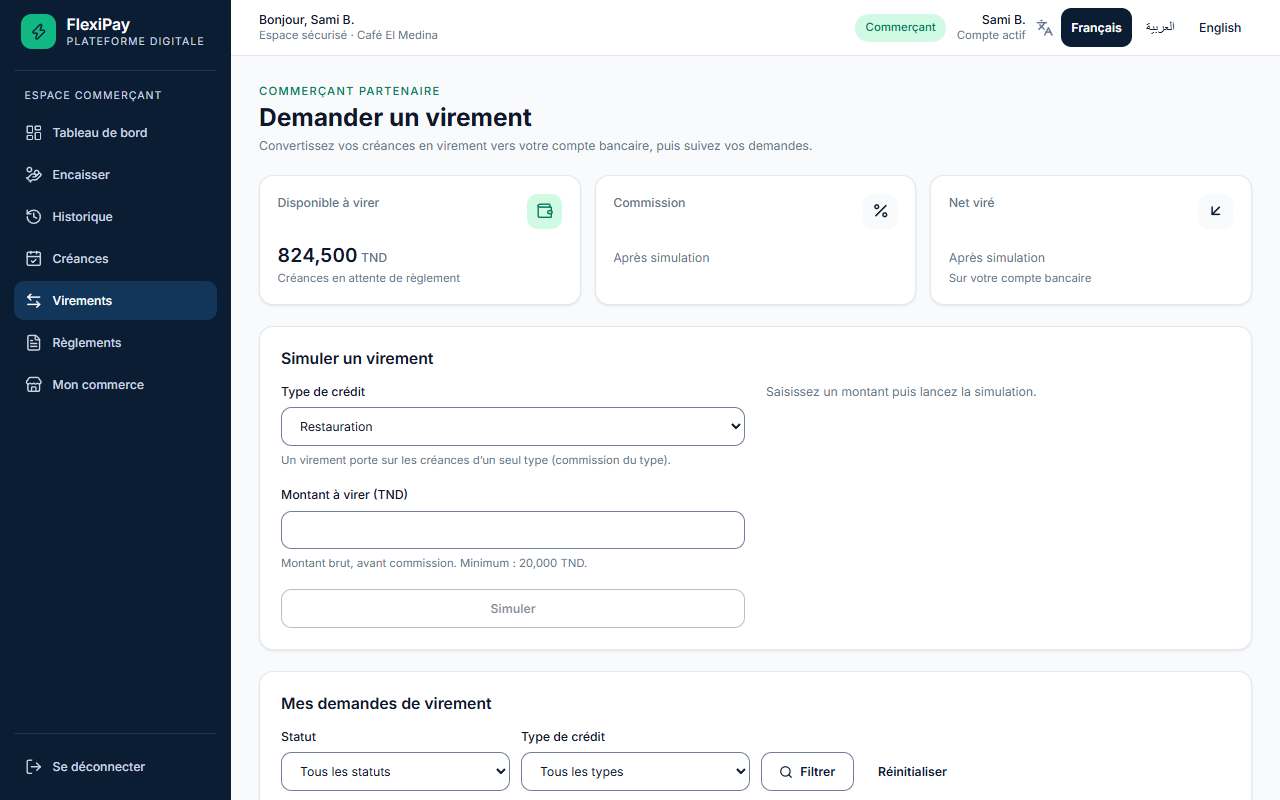 FlexiPay
PLATEFORME DIGITALE
ESPACE COMMERÇANT
Tableau de bord
Encaisser
Historique
Créances
Virements
Règlements
Mon commerce
Se déconnecter
Bonjour, Sami B.
Espace sécurisé · Café El Medina
Commerçant
Sami B.
Compte actif
Français
العربية
English
COMMERÇANT PARTENAIRE
Demander un virement
Convertissez vos créances en virement vers votre compte bancaire, puis suivez vos demandes.
Disponible à virer
824,500 TND
Créances en attente de règlement
Commission
Après simulation
Net viré
Après simulation
Sur votre compte bancaire
Simuler un virement
Type de crédit
Restauration
Un virement porte sur les créances d'un seul type (commission du type).
Montant à virer (TND)
Montant brut, avant commission. Minimum : 20,000 TND.
Simuler
Saisissez un montant puis lancez la simulation.
Mes demandes de virement
Statut
Type de crédit
Tous les statuts
Tous les types
Filtrer
Réinitialiser